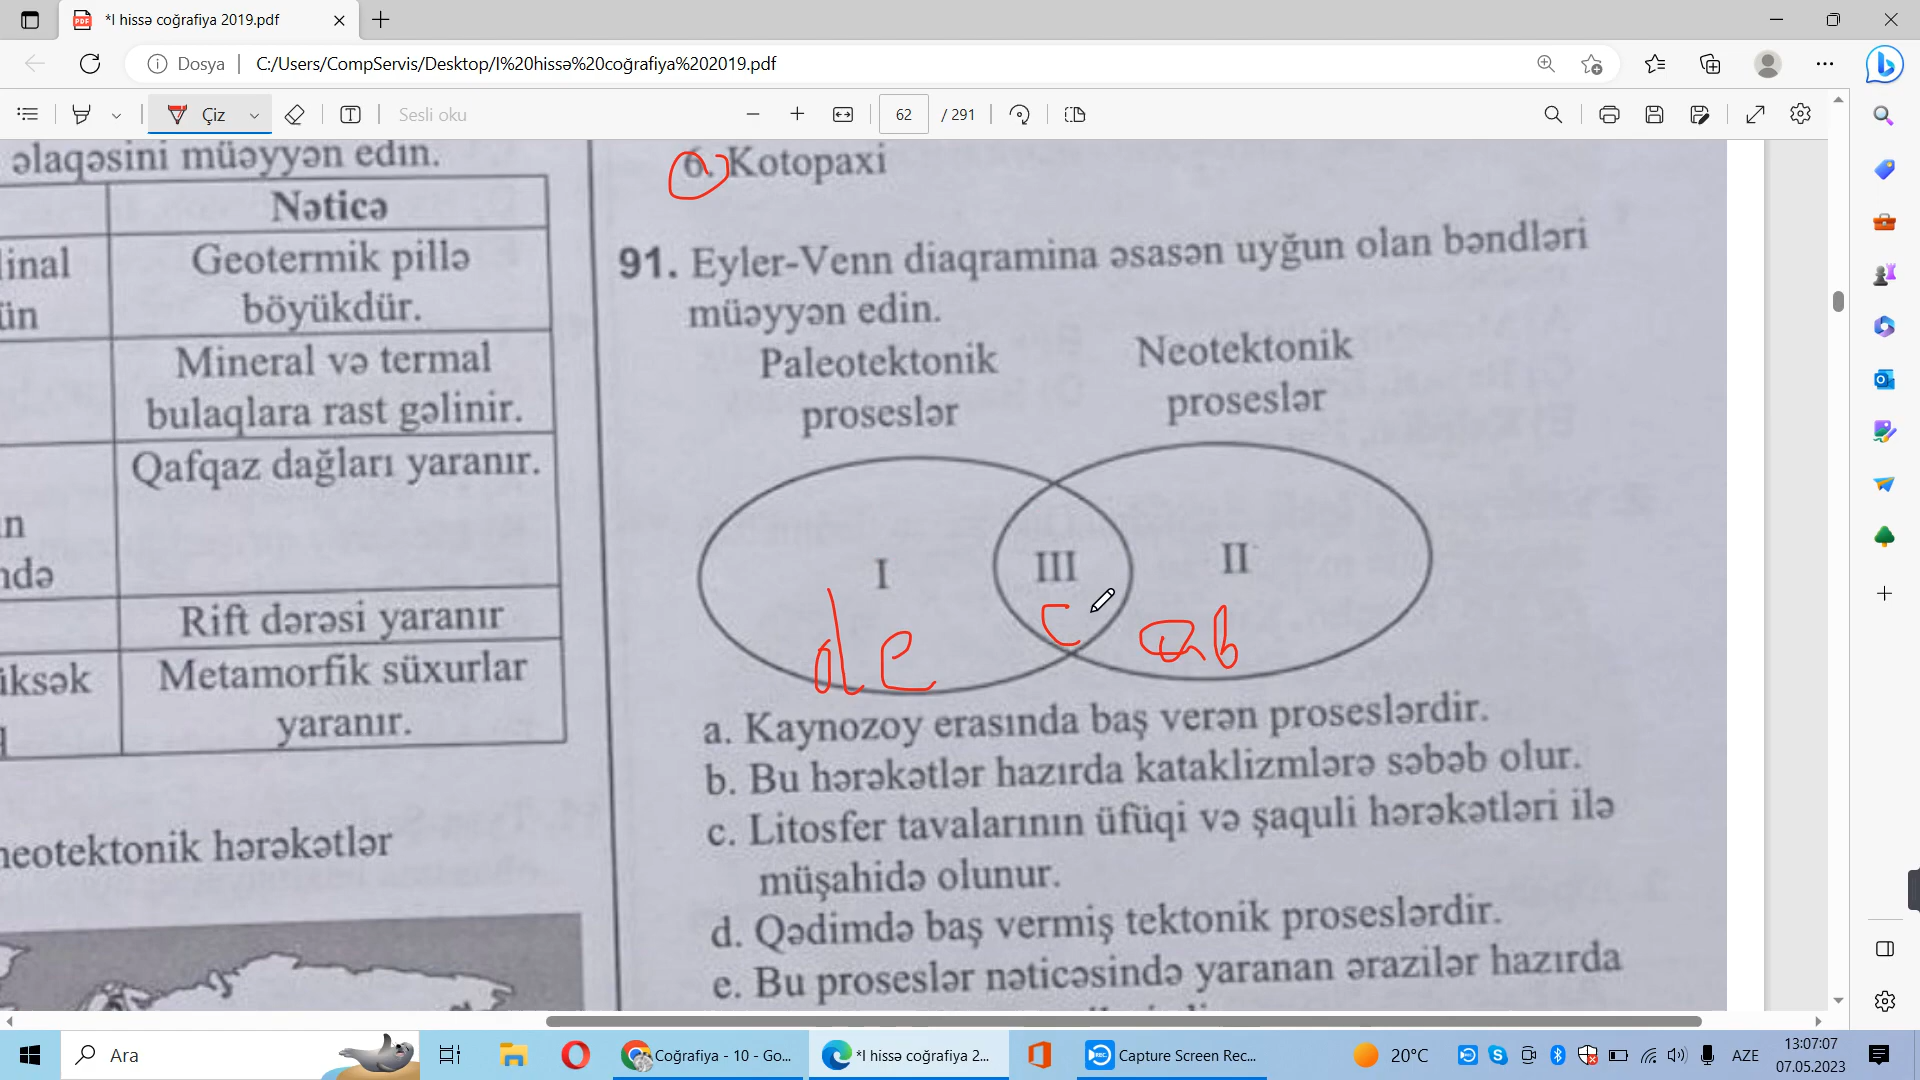 *I hissə coğrafiya 2019.pdf
Dosya
C:/Users/CompServis/Desktop/I%20hissə%20coğrafiya%202019.pdf
Çiz
Sesli oku
62
/ 291
əlaqəsini müəyyən edin.
Nəticə
Geotermik pillə
böyükdür.
Mineral və termal
bulaqlara rast gəlinir.
Qafqaz dağları yaranır.
Rift dərəsi yaranır
Metamorfik süxurlar
yaranır.
neotektonik hərəkətlər
6. Kotopaxi
91. Eyler-Venn diaqramina əsasən uyğun olan bəndləri
müəyyən edin.
Paleotektonik
proseslər
Neotektonik
proseslər
I
III
II
d e
c
a b
a. Kaynozoy erasında baş verən proseslərdir.
b. Bu hərəkətlər hazırda kataklizmlərə səbəb olur.
c. Litosfer tavalarının üfüqi və şaquli hərəkətləri ilə
müşahidə olunur.
d. Qədimdə baş vermiş tektonik proseslərdir.
e. Bu proseslər nəticəsində yaranan ərazilər hazırda
Ara
Coğrafiya - 10 - Go...
*I hissə coğrafiya 2...
Capture Screen Rec...
20°C
AZE
13:07:07
07.05.2023